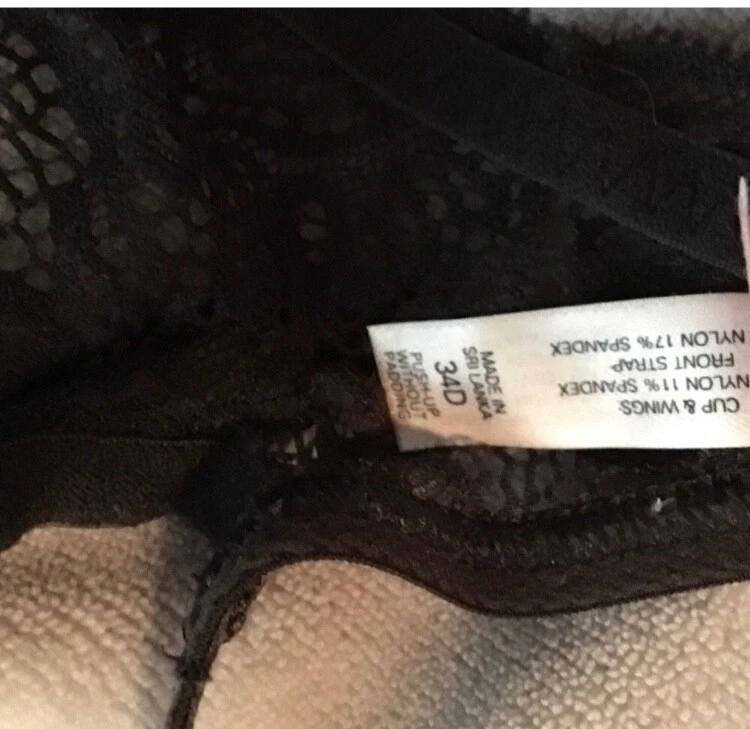 CUP & WINGS:
NYLON 11% SPANDEX
FRONT STRAP
NYLON 17% SPANDEX
MADE IN
SRI LANKA
34D
PUSH-UP
WITHOUT
PADDING